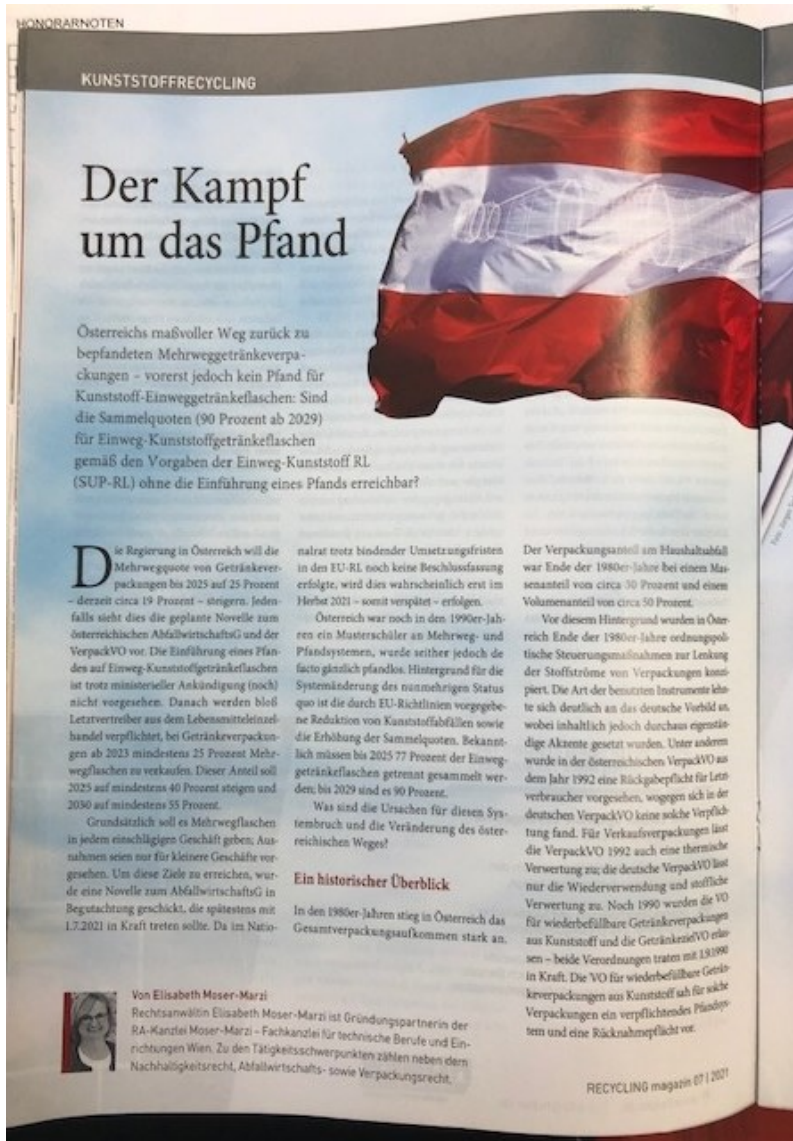 HONORARNOTEN
KUNSTSTOFFRECYCLING
Der Kampf
um das Pfand
Österreichs maßvoller Weg zurück zu
bepfandeten Mehrweggetränkeverpa-
ckungen – vorerst jedoch kein Pfand für
Kunststoff-Einweggetränkeflaschen: Sind
die Sammelquoten (90 Prozent ab 2029)
für Einweg-Kunststoffgetränkeflaschen
gemäß den Vorgaben der Einweg-Kunststoff RL
(SUP-RL) ohne die Einführung eines Pfands erreichbar?
Die Regierung in Österreich will die
Mehrwegquote von Getränkever-
packungen bis 2025 auf 25 Prozent
– derzeit circa 19 Prozent – steigern. Jeden-
falls sieht dies die geplante Novelle zum
österreichischen AbfallwirtschaftsG und der
VerpackVO vor. Die Einführung eines Pfan-
des auf Einweg-Kunststoffgetränkeflaschen
ist trotz ministerieller Ankündigung (noch)
nicht vorgesehen. Danach werden bloß
Letztvertreiber aus dem Lebensmitteleinzel-
handel verpflichtet, bei Getränkeverpackun-
gen ab 2023 mindestens 25 Prozent Mehr-
wegflaschen zu verkaufen. Dieser Anteil soll
2025 auf mindestens 40 Prozent steigen und
2030 auf mindestens 55 Prozent.
Grundsätzlich soll es Mehrwegflaschen
in jedem einschlägigen Geschäft geben; Aus-
nahmen seien nur für kleinere Geschäfte vor-
gesehen. Um diese Ziele zu erreichen, wur-
de eine Novelle zum AbfallwirtschaftsG in
Begutachtung geschickt, die spätestens mit
1.7.2021 in Kraft treten sollte. Da im Natio-
nalrat trotz bindender Umsetzungsfristen
in den EU-RL noch keine Beschlussfassung
erfolgte, wird dies wahrscheinlich erst im
Herbst 2021 – somit verspätet – erfolgen.
Österreich war noch in den 1990er-Jah-
ren ein Musterschüler an Mehrweg- und
Pfandsystemen, wurde seither jedoch de
facto gänzlich pfandlos. Hintergrund für die
Systemänderung des nunmehrigen Status
quo ist die durch EU-Richtlinien vorgegebe-
ne Reduktion von Kunststoffabfällen sowie
die Erhöhung der Sammelquoten. Bekannt-
lich müssen bis 2025 77 Prozent der Einweg-
getränkeflaschen getrennt gesammelt wer-
den; bis 2029 sind es 90 Prozent.
Was sind die Ursachen für diesen Sys-
tembruch und die Veränderung des öster-
reichischen Weges?
Ein historischer Überblick
In den 1980er-Jahren stieg in Österreich das
Gesamtverpackungsaufkommen stark an.
Der Verpackungsanteil am Haushaltsabfall
war Ende der 1980er-Jahre bei einem Mas-
senanteil von circa 30 Prozent und einem
Volumenanteil von circa 50 Prozent.
Vor diesem Hintergrund wurden in Öster-
reich Ende der 1980er-Jahre ordnungspoli-
tische Steuerungsmaßnahmen zur Lenkung
der Stoffströme von Verpackungen konzi-
piert. Die Art der benutzten Instrumente lehn-
te sich deutlich an das deutsche Vorbild an,
wobei inhaltlich jedoch durchaus eigenstän-
dige Akzente gesetzt wurden. Unter anderem
wurde in der österreichischen VerpackVO aus
dem Jahr 1992 eine Rückgabepflicht für Letzt-
verbraucher vorgesehen, wogegen sich in der
deutschen VerpackVO keine solche Verpflich-
tung fand. Für Verkaufsverpackungen lässt
die VerpackVO 1992 auch eine thermische
Verwertung zu; die deutsche VerpackVO lässt
nur die Wiederverwendung und stoffliche
Verwertung zu. Noch 1990 wurden die VO
für wiederbefüllbare Getränkeverpackungen
aus Kunststoff und die GetränkezielVO erlas-
sen – beide Verordnungen traten mit 1.9.1990
in Kraft. Die VO für wiederbefüllbare Geträn-
keverpackungen aus Kunststoff sah für solche
Verpackungen ein verpflichtendes Pfandsys-
tem und eine Rücknahmepflicht vor.
Von Elisabeth Moser-Marzi
Rechtsanwältin Elisabeth Moser-Marzi ist Gründungspartnerin der
RA-Kanzlei Moser-Marzi – Fachkanzlei für technische Berufe und Ein-
richtungen Wien. Zu den Tätigkeitsschwerpunkten zählen neben dem
Nachhaltigkeitsrecht, Abfallwirtschafts- sowie Verpackungsrecht.
RECYCLING magazin 07 | 2021